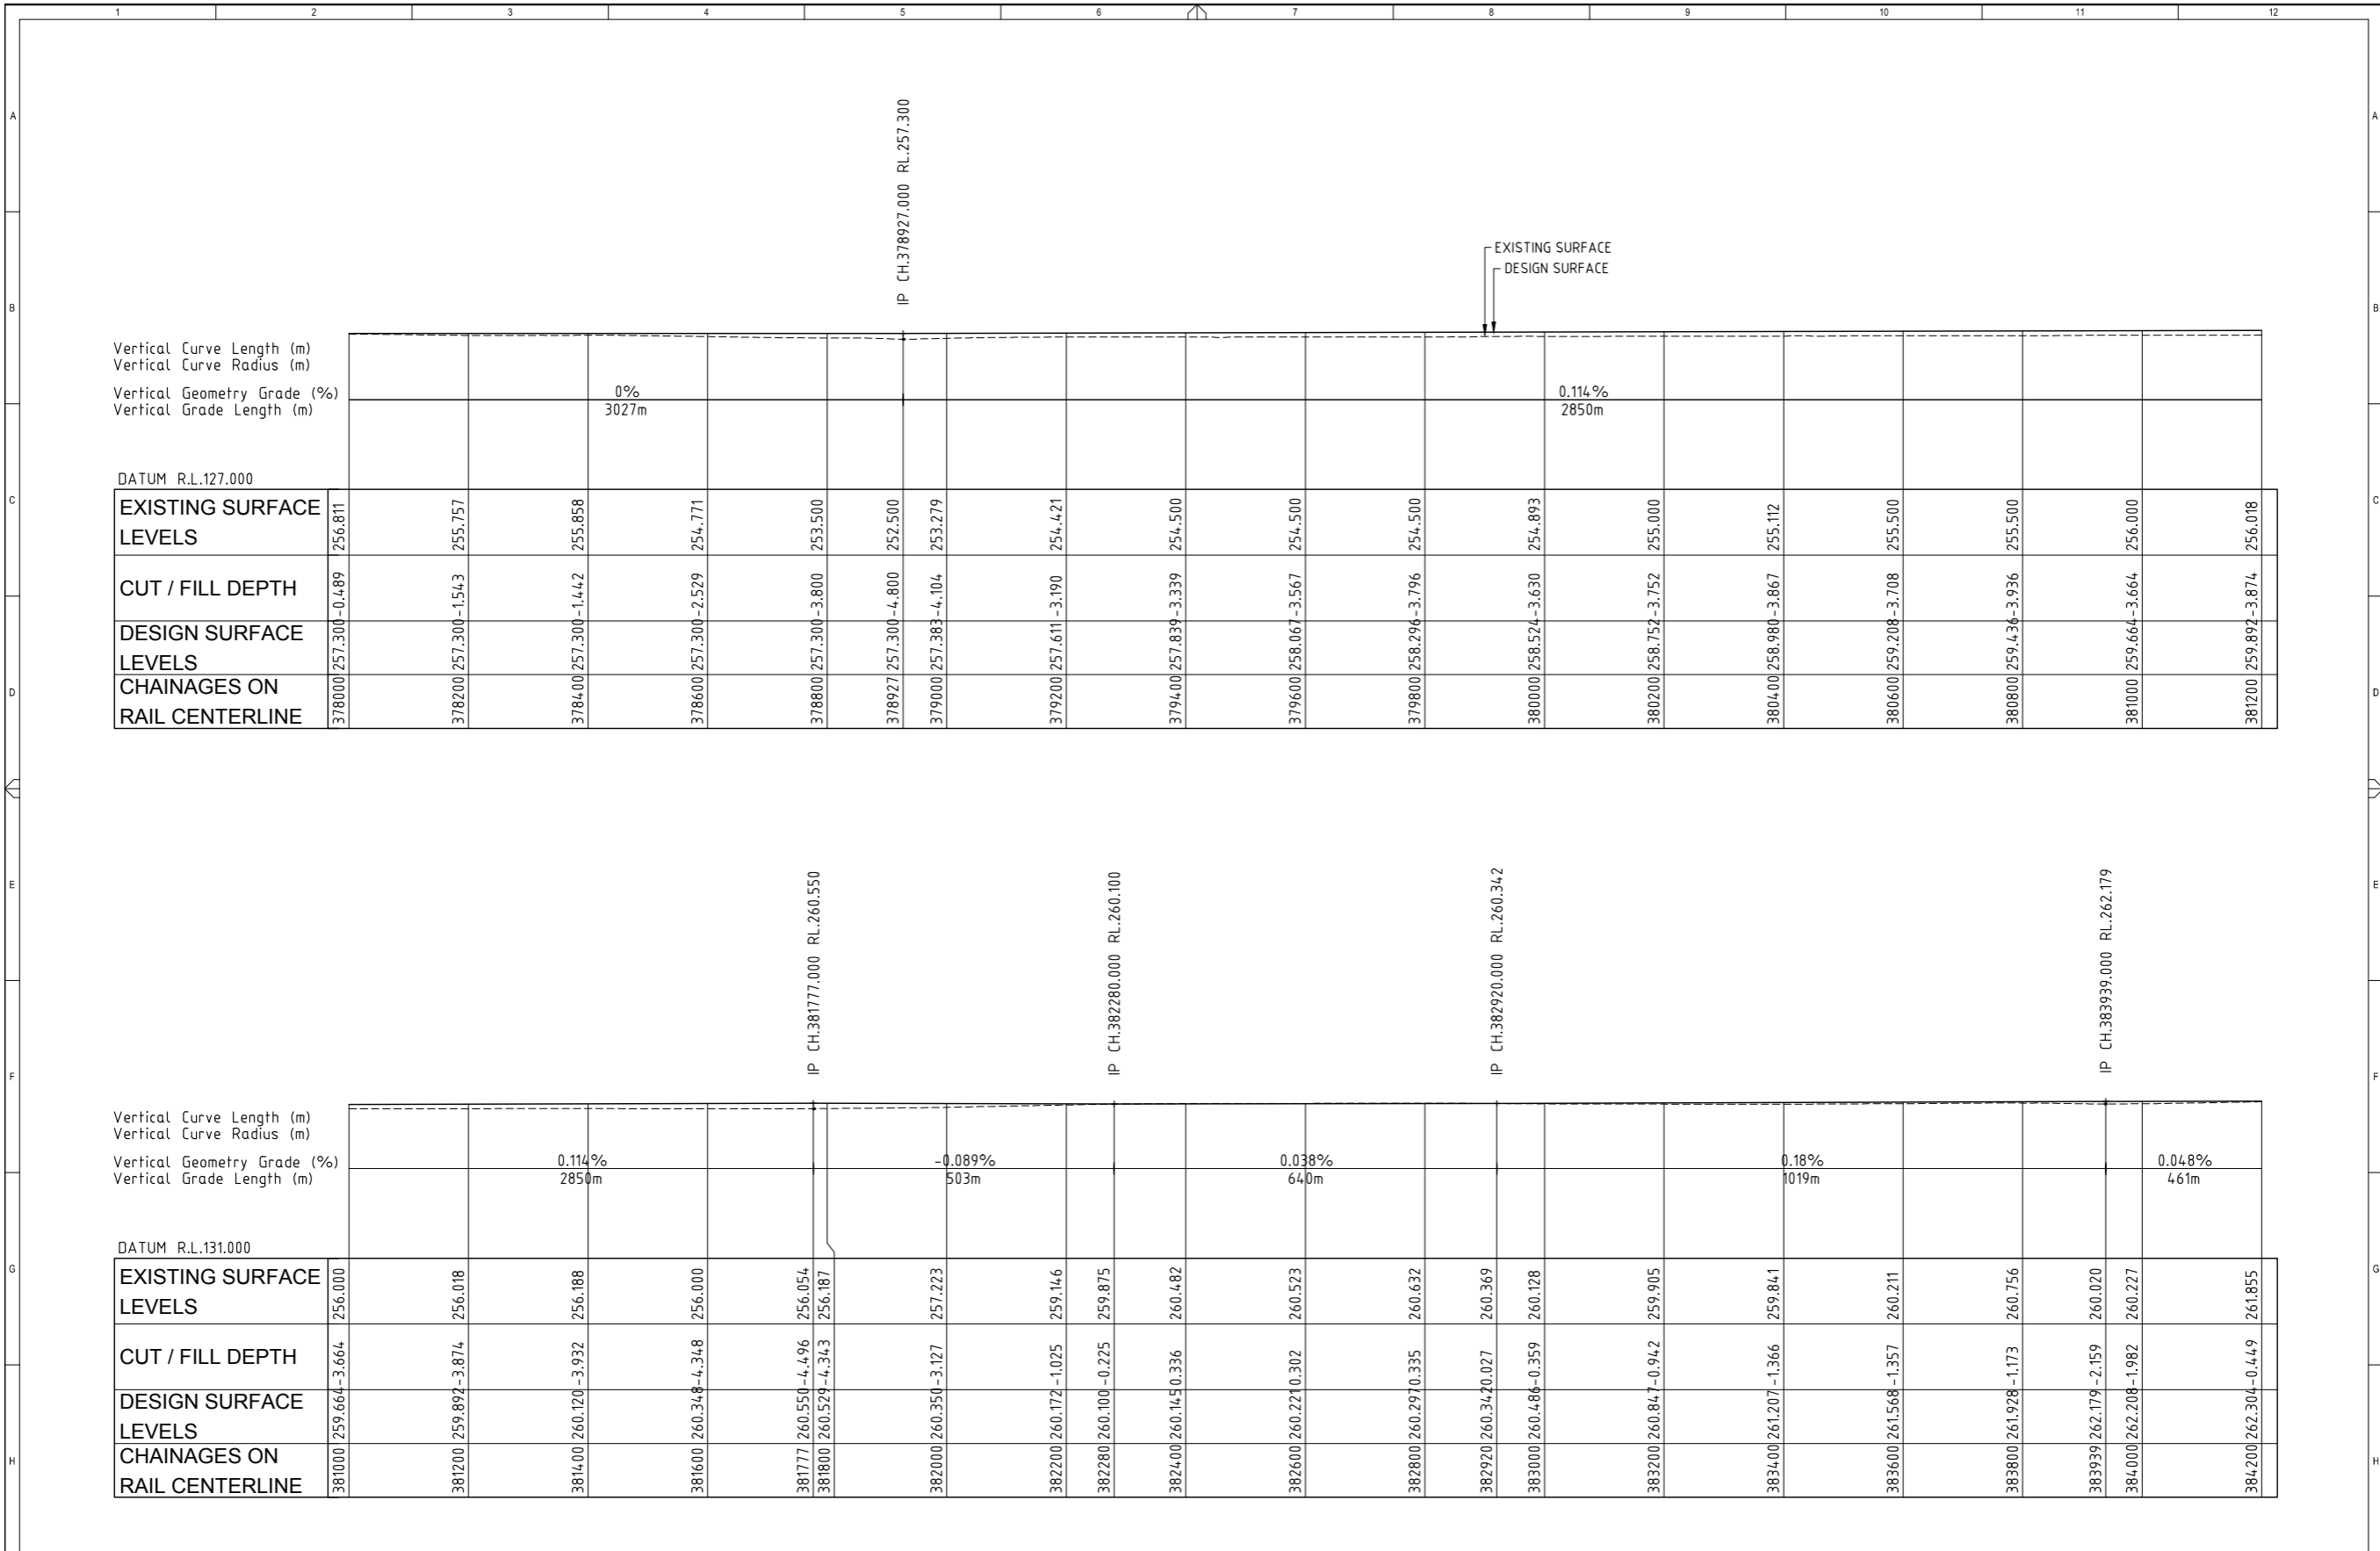 1 2 3 4 5 6 7 8 9 10 11 12
A A
IP CH.378927.000 RL.257.300
EXISTING SURFACE
DESIGN SURFACE
B B
Vertical Curve Length (m)
Vertical Curve Radius (m)
Vertical Geometry Grade (%) 0% 0.114%
Vertical Grade Length (m) 3027m 2850m
DATUM R.L.127.000
C C
EXISTING SURFACE LEVELS 256.811 255.757 255.858 254.771 253.500 252.500 253.279 254.421 254.500 254.500 254.500 254.893 255.000 255.112 255.500 255.500 256.000 256.018
CUT / FILL DEPTH -0.489 -1.543 -1.442 -2.529 -3.800 -4.800 -4.104 -3.190 -3.339 -3.567 -3.796 -3.630 -3.752 -3.867 -3.708 -3.936 -3.664 -3.874
DESIGN SURFACE LEVELS 257.300 257.300 257.300 257.300 257.300 257.300 257.383 257.611 257.839 258.067 258.296 258.524 258.752 258.980 259.208 259.436 259.664 259.892
D D
CHAINAGES ON RAIL CENTERLINE 378000 378200 378400 378600 378800 378927 379000 379200 379400 379600 379800 380000 380200 380400 380600 380800 381000 381200
E E
IP CH.381777.000 RL.260.550
IP CH.382280.000 RL.260.100
IP CH.382920.000 RL.260.342
IP CH.383939.000 RL.262.179
F F
Vertical Curve Length (m)
Vertical Curve Radius (m)
Vertical Geometry Grade (%) 0.114% -0.089% 0.038% 0.18% 0.048%
Vertical Grade Length (m) 2850m 503m 640m 1019m 461m
DATUM R.L.131.000
G G
EXISTING SURFACE LEVELS 256.000 256.018 256.188 256.000 256.054 256.187 257.223 259.146 259.875 260.482 260.523 260.632 260.369 260.128 259.905 259.841 260.211 260.756 260.020 260.227 261.855
CUT / FILL DEPTH -3.664 -3.874 -3.932 -4.348 -4.496 -4.343 -3.127 -1.025 -0.225 0.336 0.302 0.335 0.027 -0.359 -0.942 -1.366 -1.357 -1.173 -2.159 -1.982 -0.449
DESIGN SURFACE LEVELS 259.664 259.892 260.120 260.348 260.550 260.529 260.350 260.172 260.100 260.145 260.221 260.297 260.342 260.486 260.847 261.207 261.568 261.928 262.179 262.208 262.304
H H
CHAINAGES ON RAIL CENTERLINE 381000 381200 381400 381600 381777 381800 382000 382200 382280 382400 382600 382800 382920 383000 383200 383400 383600 383800 383939 384000 384200